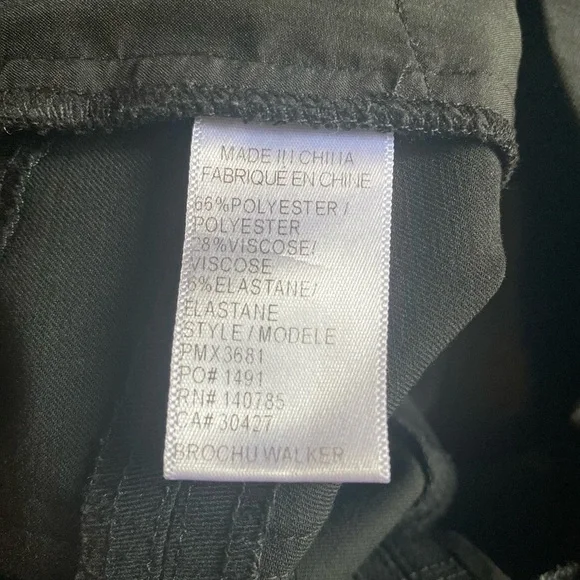 MADE IN CHINA
FABRIQUE EN CHINE
66%POLYESTER /
POLYESTER
28%VISCOSE/
VISCOSE
6%ELASTANE/
ELASTANE
STYLE / MODELE
PMX3681
PO# 1491
RN# 140785
CA# 30427
BROCHU WALKER